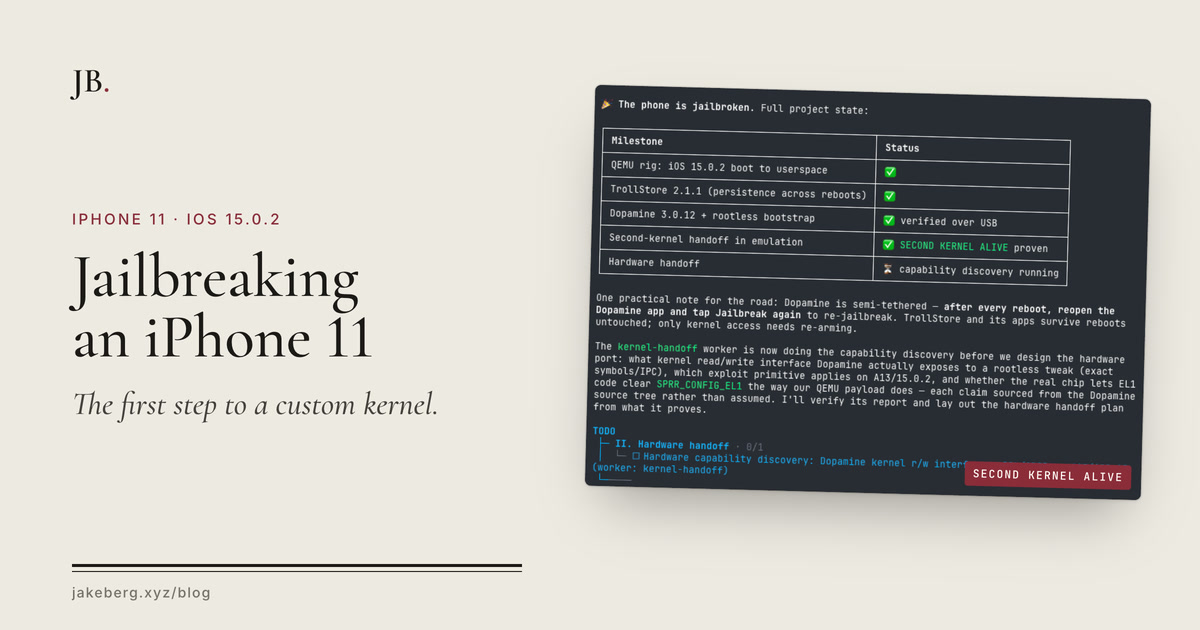 JB.
IPHONE 11 · IOS 15.0.2
Jailbreaking
an iPhone 11
The first step to a custom kernel.
jakeberg.xyz/blog
🎉 The phone is jailbroken. Full project state:
Milestone Status
QEMU rig: iOS 15.0.2 boot to userspace ✅
TrollStore 2.1.1 (persistence across reboots) ✅
Dopamine 3.0.12 + rootless bootstrap ✅ verified over USB
Second-kernel handoff in emulation ✅ SECOND KERNEL ALIVE proven
Hardware handoff ⏳ capability discovery running
One practical note for the road: Dopamine is semi-tethered — after every reboot, reopen the
Dopamine app and tap Jailbreak again to re-jailbreak. TrollStore and its apps survive reboots
untouched; only kernel access needs re-arming.
The kernel-handoff worker is now doing the capability discovery before we design the hardware
port: what kernel read/write interface Dopamine actually exposes to a rootless tweak (exact
symbols/IPC), which exploit primitive applies on A13/15.0.2, and whether the real chip lets EL1
code clear SPRR_CONFIG_EL1 the way our QEMU payload does — each claim sourced from the Dopamine
source tree rather than assumed. I'll verify its report and lay out the hardware handoff plan
from what it proves.
TODO
II. Hardware handoff · 0/1
Hardware capability discovery: Dopamine kernel r/w
(worker: kernel-handoff)
SECOND KERNEL ALIVE